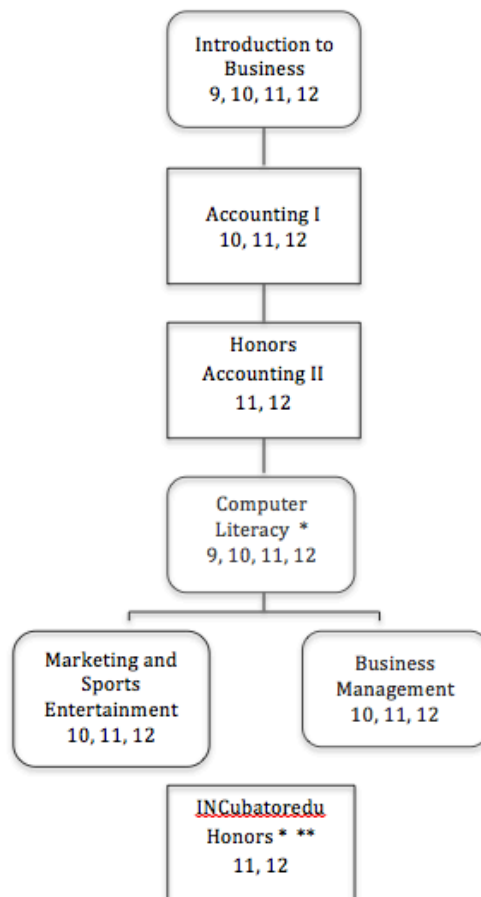 Introduction to
Business
9, 10, 11, 12
Accounting I
10, 11, 12
Honors
Accounting II
11, 12
Computer
Literacy *
9, 10, 11, 12
Marketing and
Sports
Entertainment
10, 11, 12
Business
Management
10, 11, 12
INCubatoredu
Honors * **
11, 12